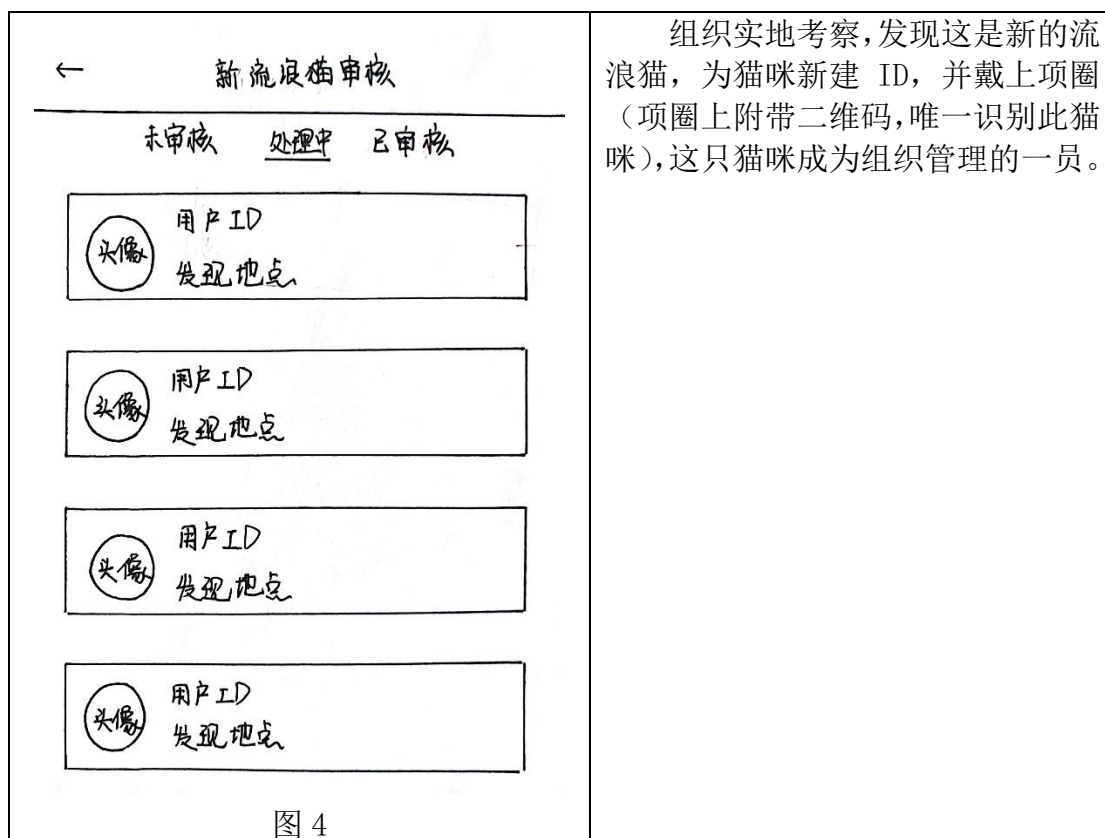 ← 新流浪猫审核
未审核 处理中 已审核
头像
用户ID
发现地点
头像
用户ID
发现地点
头像
用户ID
发现地点
头像
用户ID
发现地点
图 4
组织实地考察,发现这是新的流
浪猫，为猫咪新建 ID，并戴上项圈
（项圈上附带二维码,唯一识别此猫
咪),这只猫咪成为组织管理的一员。